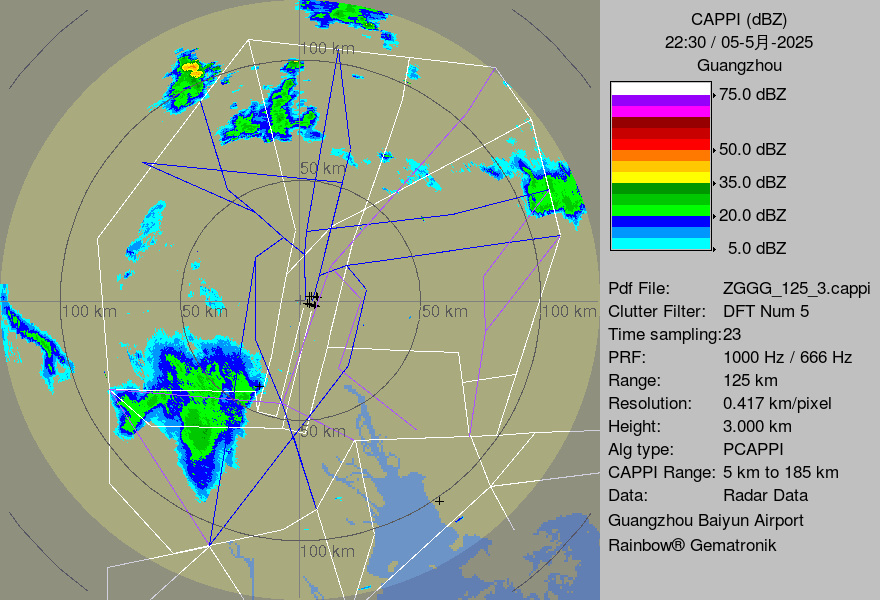 CAPPI (dBZ)
22:30 / 05-5月-2025
Guangzhou
75.0 dBZ
50.0 dBZ
35.0 dBZ
20.0 dBZ
5.0 dBZ
Pdf File: ZGGG_125_3.cappi
Clutter Filter: DFT Num 5
Time sampling:23
PRF: 1000 Hz / 666 Hz
Range: 125 km
Resolution: 0.417 km/pixel
Height: 3.000 km
Alg type: PCAPPI
CAPPI Range: 5 km to 185 km
Data: Radar Data
Guangzhou Baiyun Airport
Rainbow® Gematronik
100 km
50 km
100 km
50 km
50 km
100 km
50 km
100 km